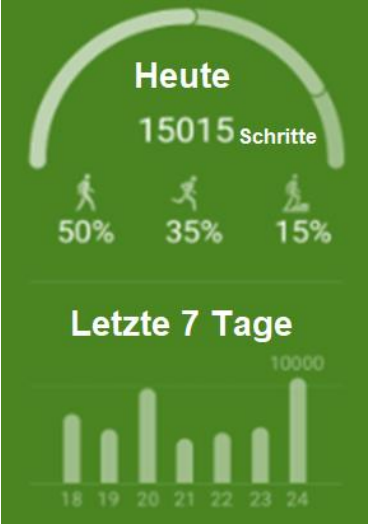 Heute
15015 Schritte
50% 35% 15%
Letzte 7 Tage
10000
18 19 20 21 22 23 24